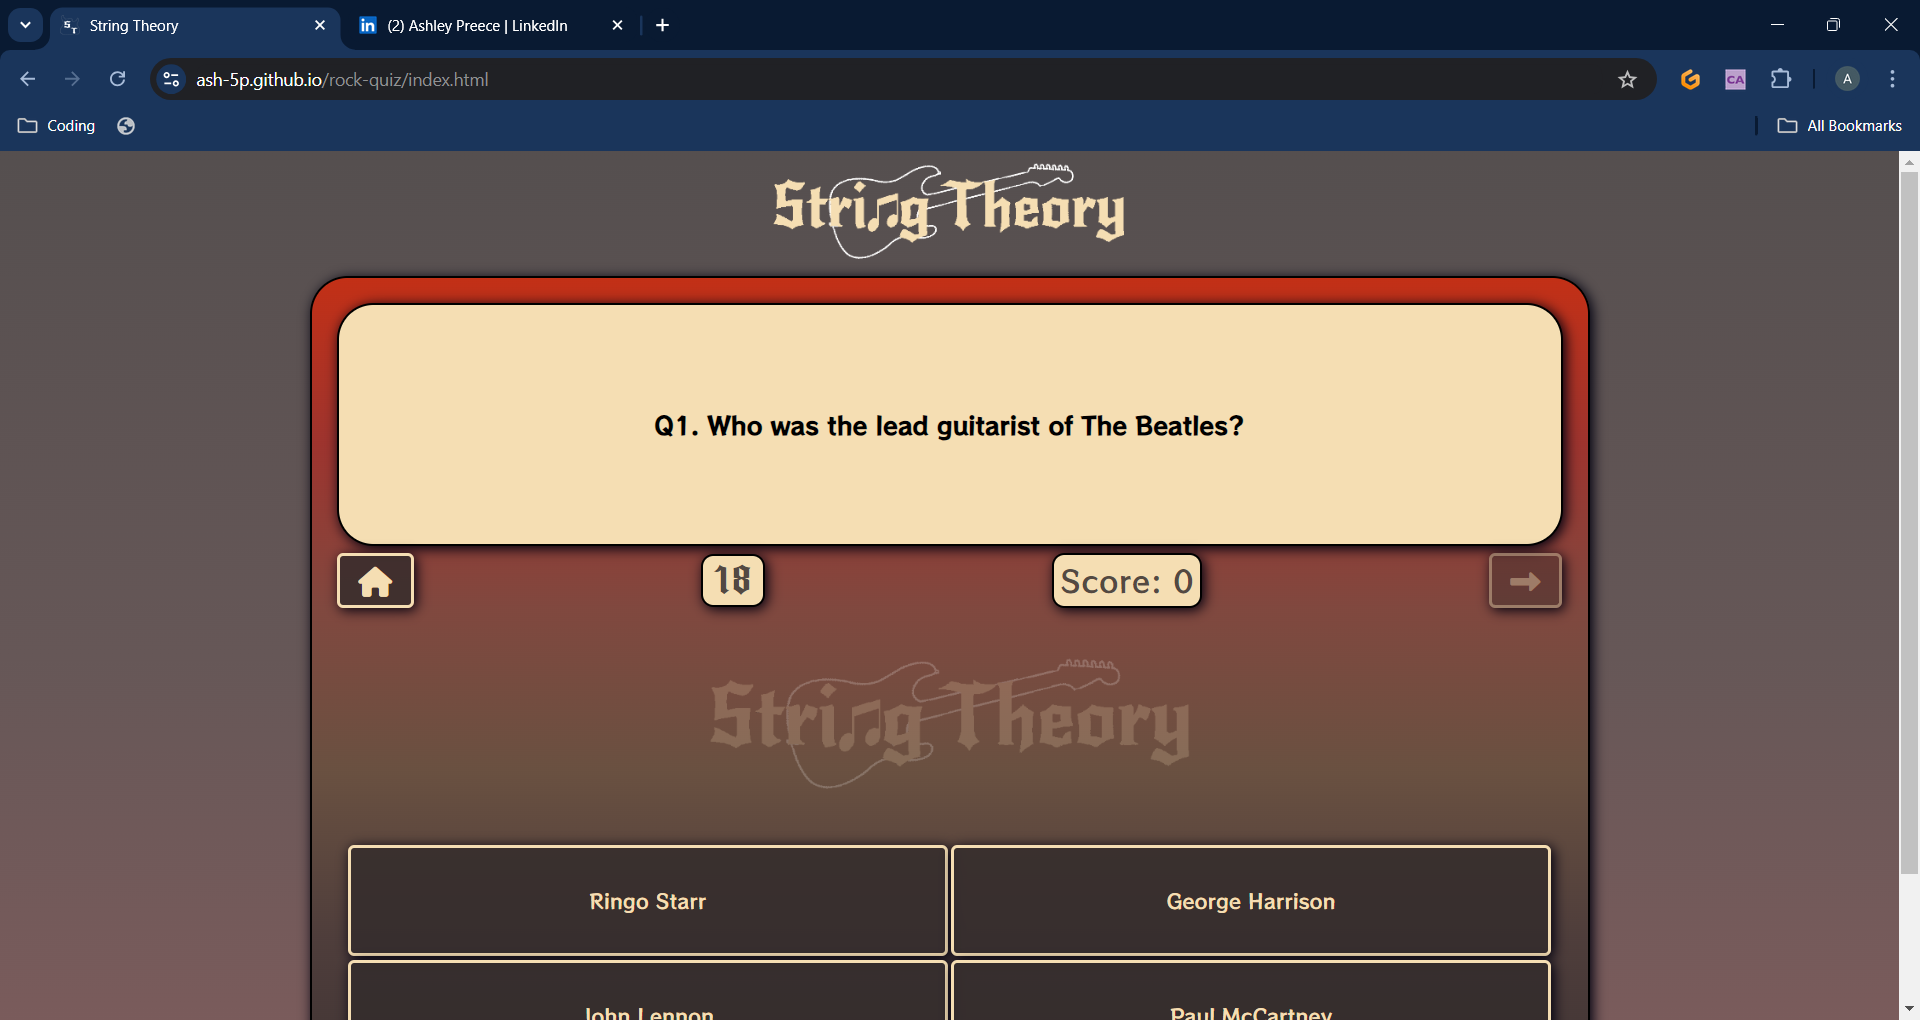 String Theory
(2) Ashley Preece | LinkedIn
ash-5p.github.io/rock-quiz/index.html
CA
A
Coding
All Bookmarks
String Theory
Q1. Who was the lead guitarist of The Beatles?
18
Score: 0
String Theory
Ringo Starr
George Harrison
John Lennon
Paul McCartney